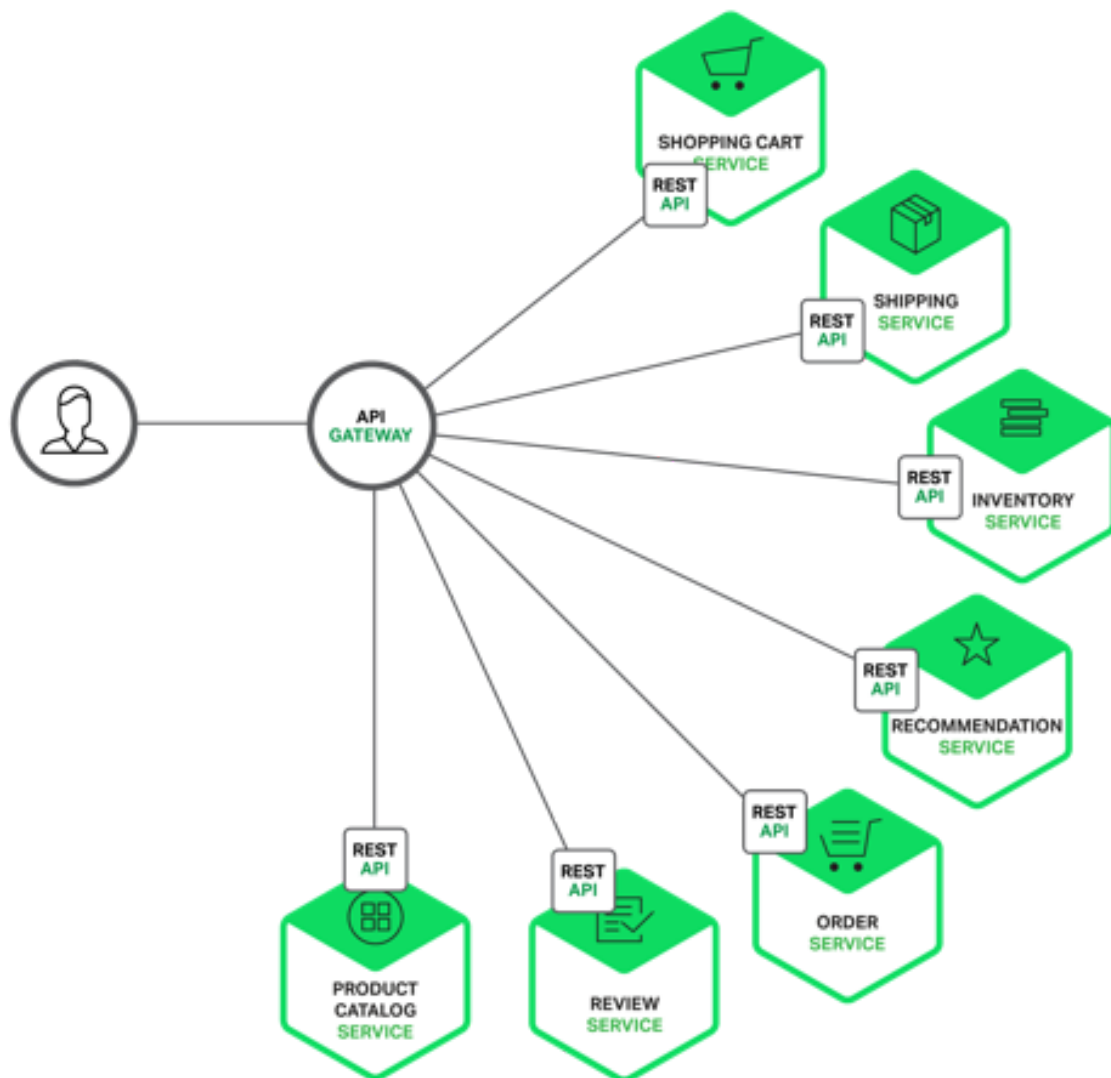 SHOPPING CART
SERVICE
REST
API
SHIPPING
SERVICE
REST
API
API
GATEWAY
REST
API
INVENTORY
SERVICE
REST
API
RECOMMENDATION
SERVICE
REST
API
ORDER
SERVICE
REST
API
REVIEW
SERVICE
REST
API
PRODUCT
CATALOG
SERVICE